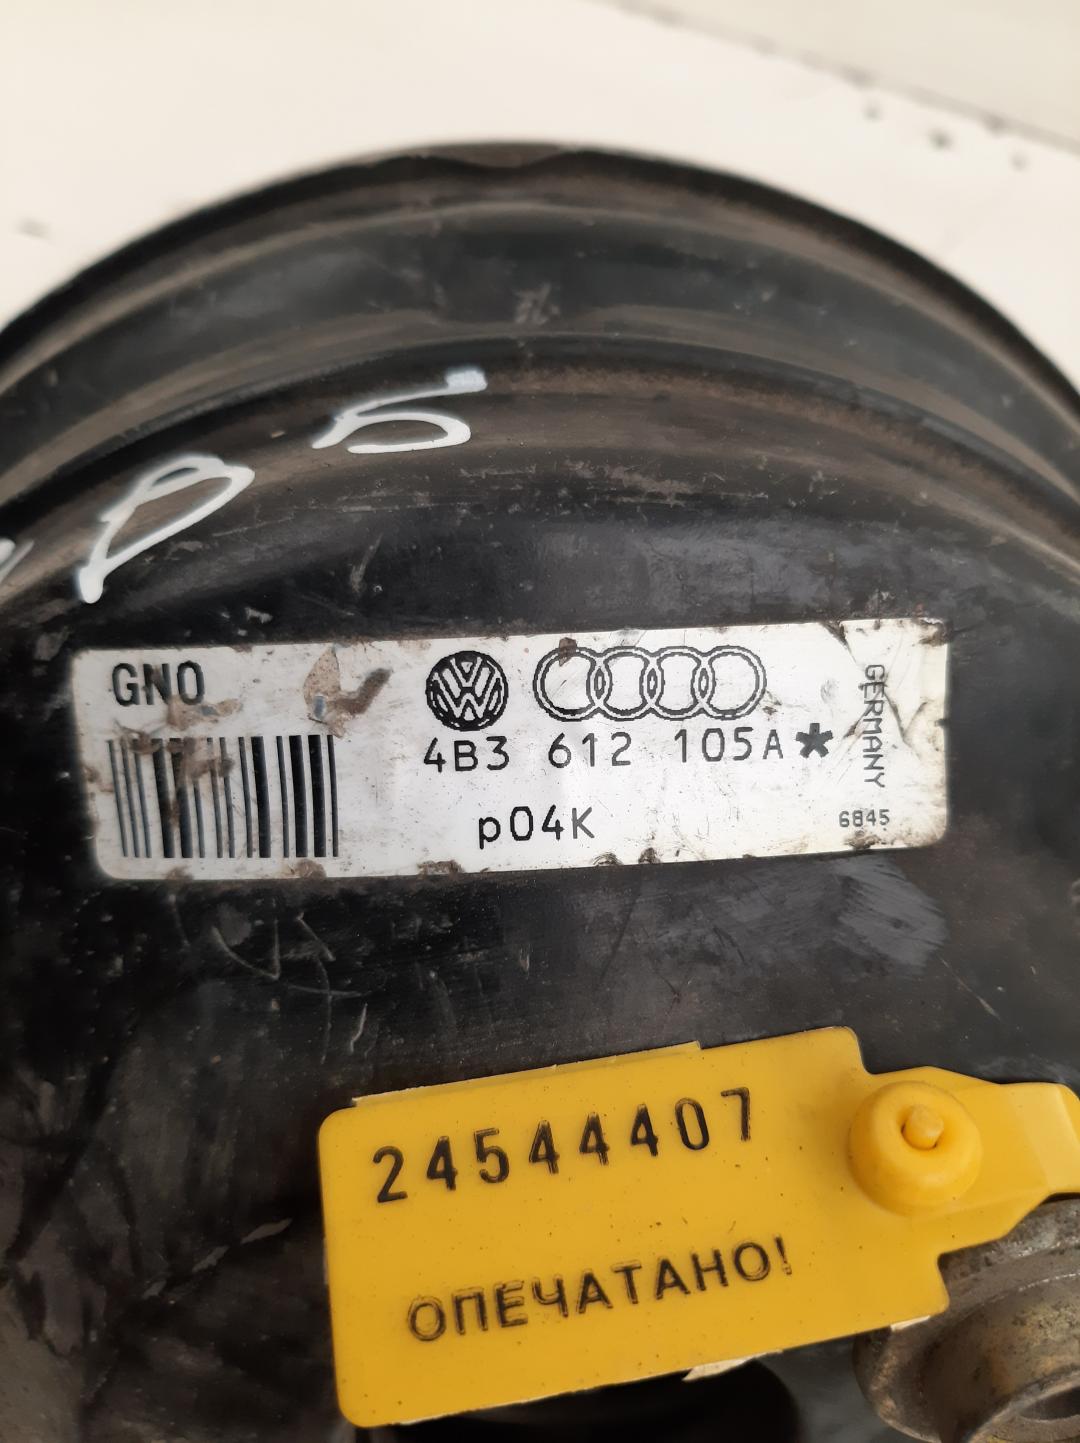 GNO
4B3 612 105A*
GERMANY
p04K
6845
24544407
ОПЕЧАТАНО!